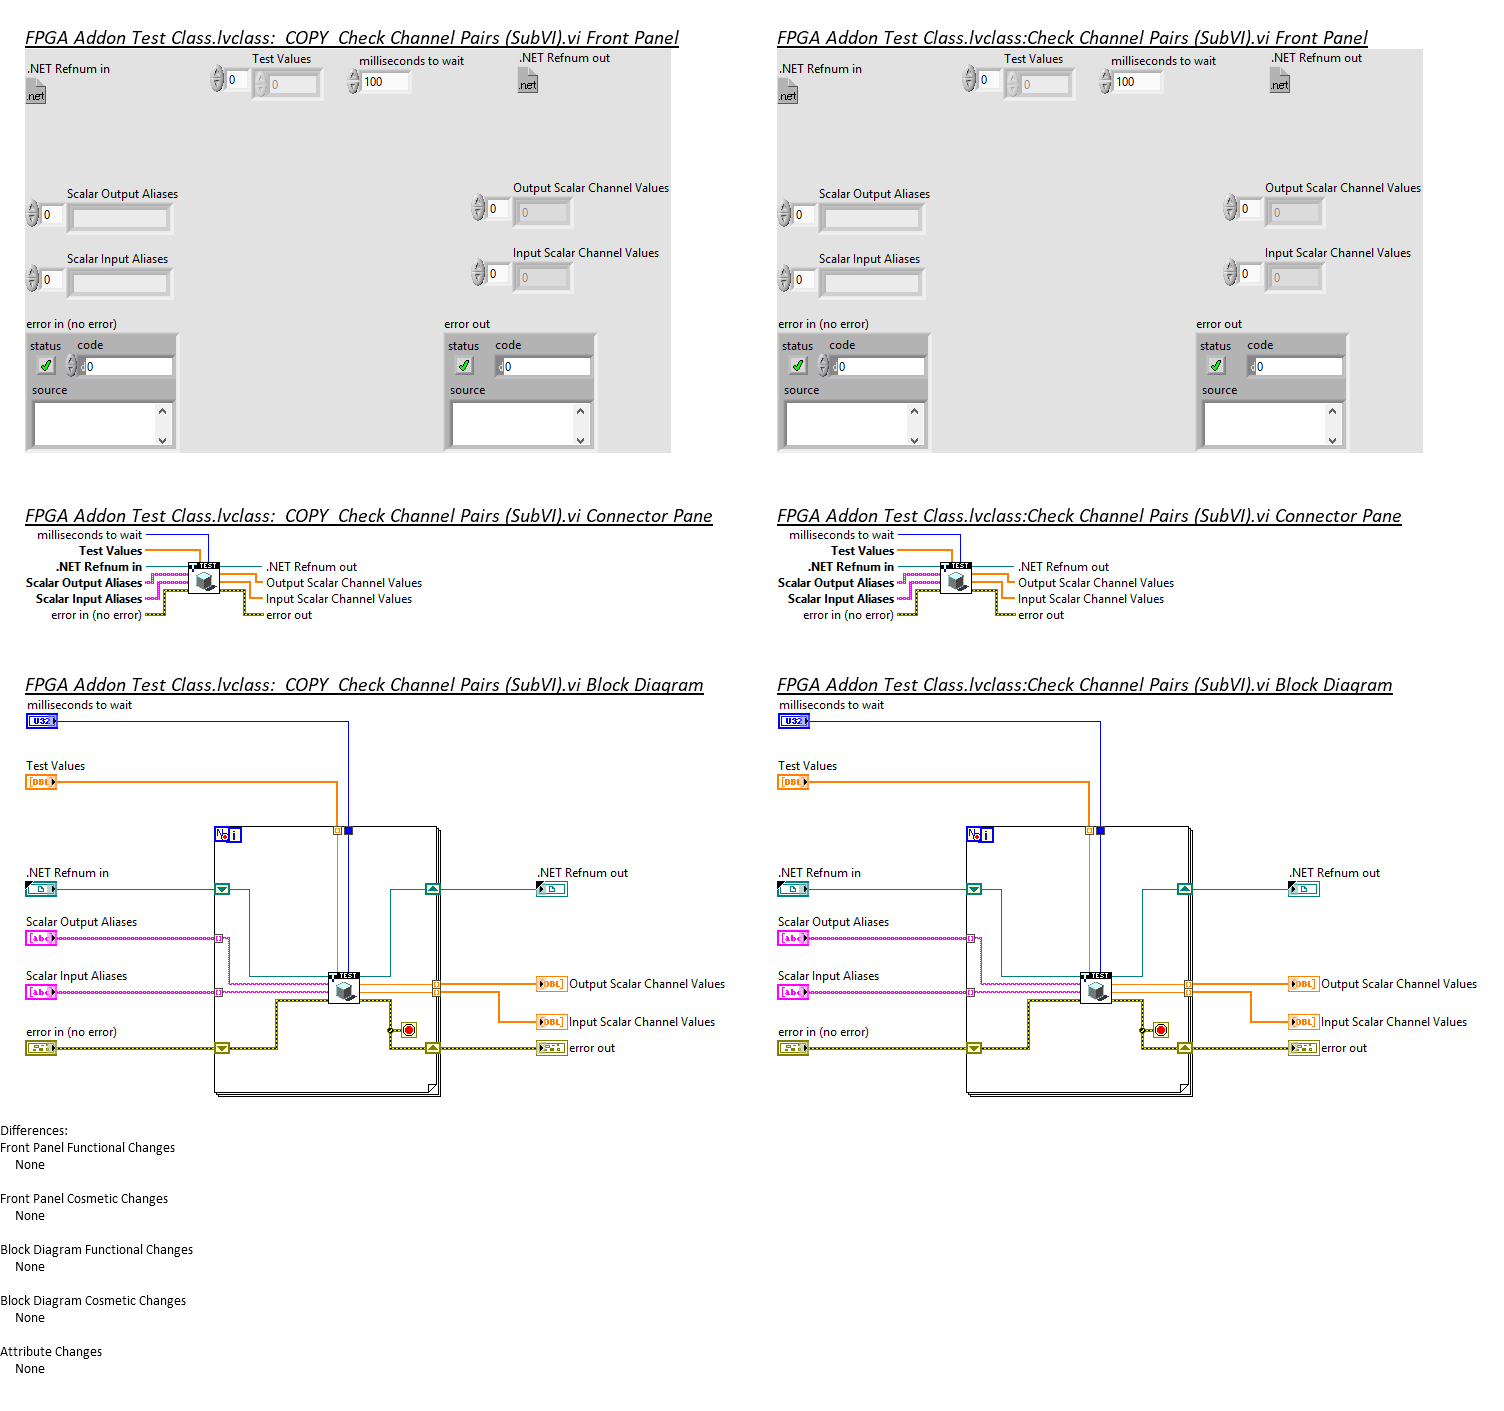 FPGA Addon Test Class.lvclass:  COPY  Check Channel Pairs (SubVI).vi Front Panel
.NET Refnum in
Test Values
milliseconds to wait
.NET Refnum out
.net
0
0
100
.net
Scalar Output Aliases
0
Output Scalar Channel Values
0
0
Scalar Input Aliases
0
Input Scalar Channel Values
0
0
error in (no error)
status
code
d
0
source
error out
status
code
d
0
source
FPGA Addon Test Class.lvclass:Check Channel Pairs (SubVI).vi Front Panel
.NET Refnum in
Test Values
milliseconds to wait
.NET Refnum out
.net
0
0
100
.net
Scalar Output Aliases
0
Output Scalar Channel Values
0
0
Scalar Input Aliases
0
Input Scalar Channel Values
0
0
error in (no error)
status
code
d
0
source
error out
status
code
d
0
source
FPGA Addon Test Class.lvclass:  COPY  Check Channel Pairs (SubVI).vi Connector Pane
milliseconds to wait
Test Values
.NET Refnum in
Scalar Output Aliases
Scalar Input Aliases
error in (no error)
TEST
.NET Refnum out
Output Scalar Channel Values
Input Scalar Channel Values
error out
FPGA Addon Test Class.lvclass:Check Channel Pairs (SubVI).vi Connector Pane
milliseconds to wait
Test Values
.NET Refnum in
Scalar Output Aliases
Scalar Input Aliases
error in (no error)
TEST
.NET Refnum out
Output Scalar Channel Values
Input Scalar Channel Values
error out
FPGA Addon Test Class.lvclass:  COPY  Check Channel Pairs (SubVI).vi Block Diagram
milliseconds to wait
U32
Test Values
[DBL]
N
i
.NET Refnum in
.NET Refnum out
Scalar Output Aliases
[abc]
Scalar Input Aliases
[abc]
TEST
DBL]
Output Scalar Channel Values
DBL]
Input Scalar Channel Values
error in (no error)
error out
FPGA Addon Test Class.lvclass:Check Channel Pairs (SubVI).vi Block Diagram
milliseconds to wait
U32
Test Values
[DBL]
N
i
.NET Refnum in
.NET Refnum out
Scalar Output Aliases
[abc]
Scalar Input Aliases
[abc]
TEST
DBL]
Output Scalar Channel Values
DBL]
Input Scalar Channel Values
error in (no error)
error out
Differences:
Front Panel Functional Changes
None
Front Panel Cosmetic Changes
None
Block Diagram Functional Changes
None
Block Diagram Cosmetic Changes
None
Attribute Changes
None